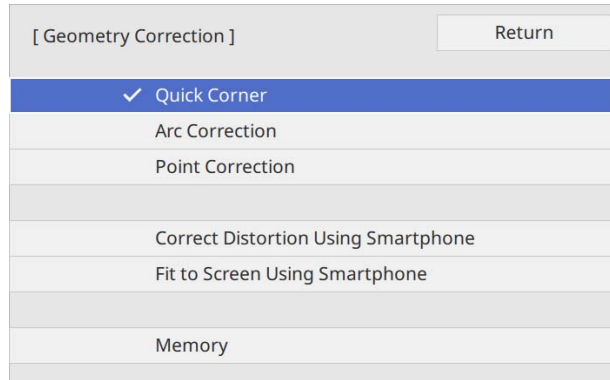 [ Geometry Correction ]
Return
Quick Corner
Arc Correction
Point Correction
Correct Distortion Using Smartphone
Fit to Screen Using Smartphone
Memory